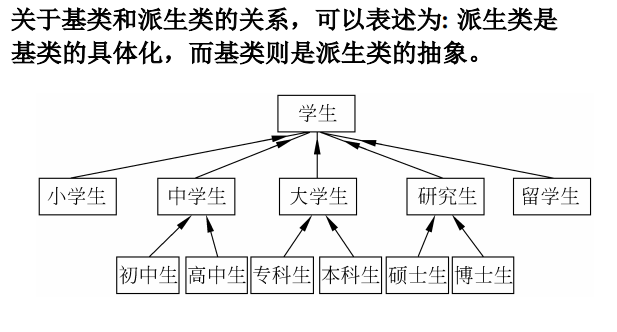 关于基类和派生类的关系，可以表述为: 派生类是
基类的具体化，而基类则是派生类的抽象。
学生
小学生 中学生 大学生 研究生 留学生
初中生 高中生 专科生 本科生 硕士生 博士生